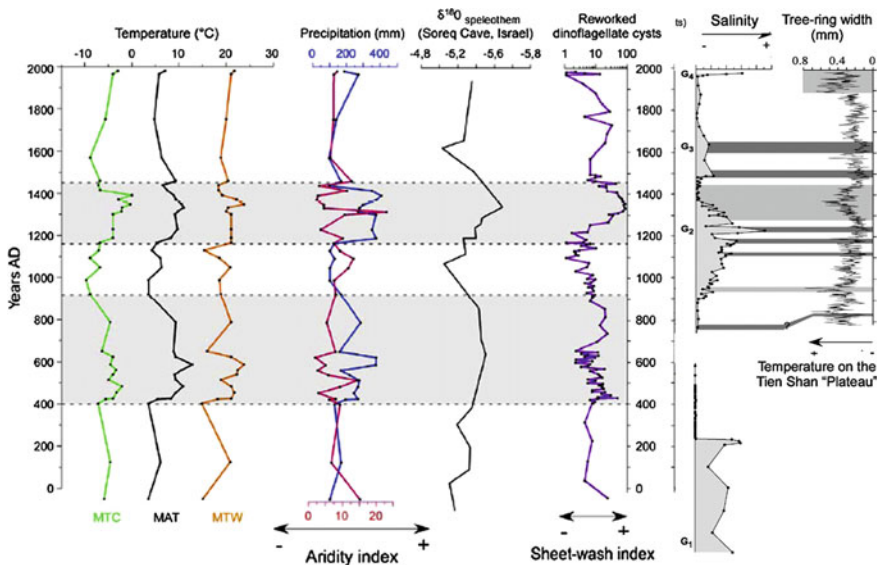 Temperature (°C)
-10 0 10 20 30
Precipitation (mm)
0 200 400
δ18O speleothem
(Soreq Cave, Israel)
-4,8 -5,2 -5,6 -5,8
Reworked
dinoflagellate cysts
1 10 100
ts)
Salinity
- +
Tree-ring width
(mm)
0.8 0.4 0
Years AD
2000
1800
1600
1400
1200
1000
800
600
400
200
0
2000
1800
1600
1400
1200
1000
800
600
400
200
0
G4
G3
G2
G1
+ -
Temperature on the
Tien Shan "Plateau"
MTC MAT MTW
0 10 20
- +
Aridity index
- +
Sheet-wash index